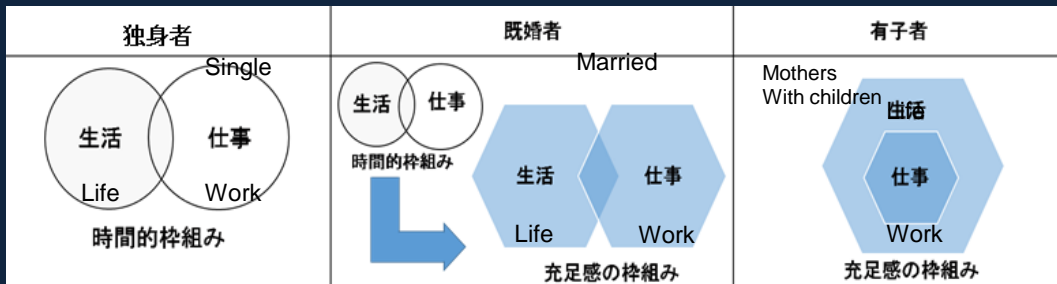 独身者
Single
生活
仕事
Life
Work
時間的枠組み
既婚者
Married
生活
仕事
時間的枠組み
生活
仕事
Life
Work
充足感の枠組み
有子者
Mothers
With children
仕事
Work
充足感の枠組み